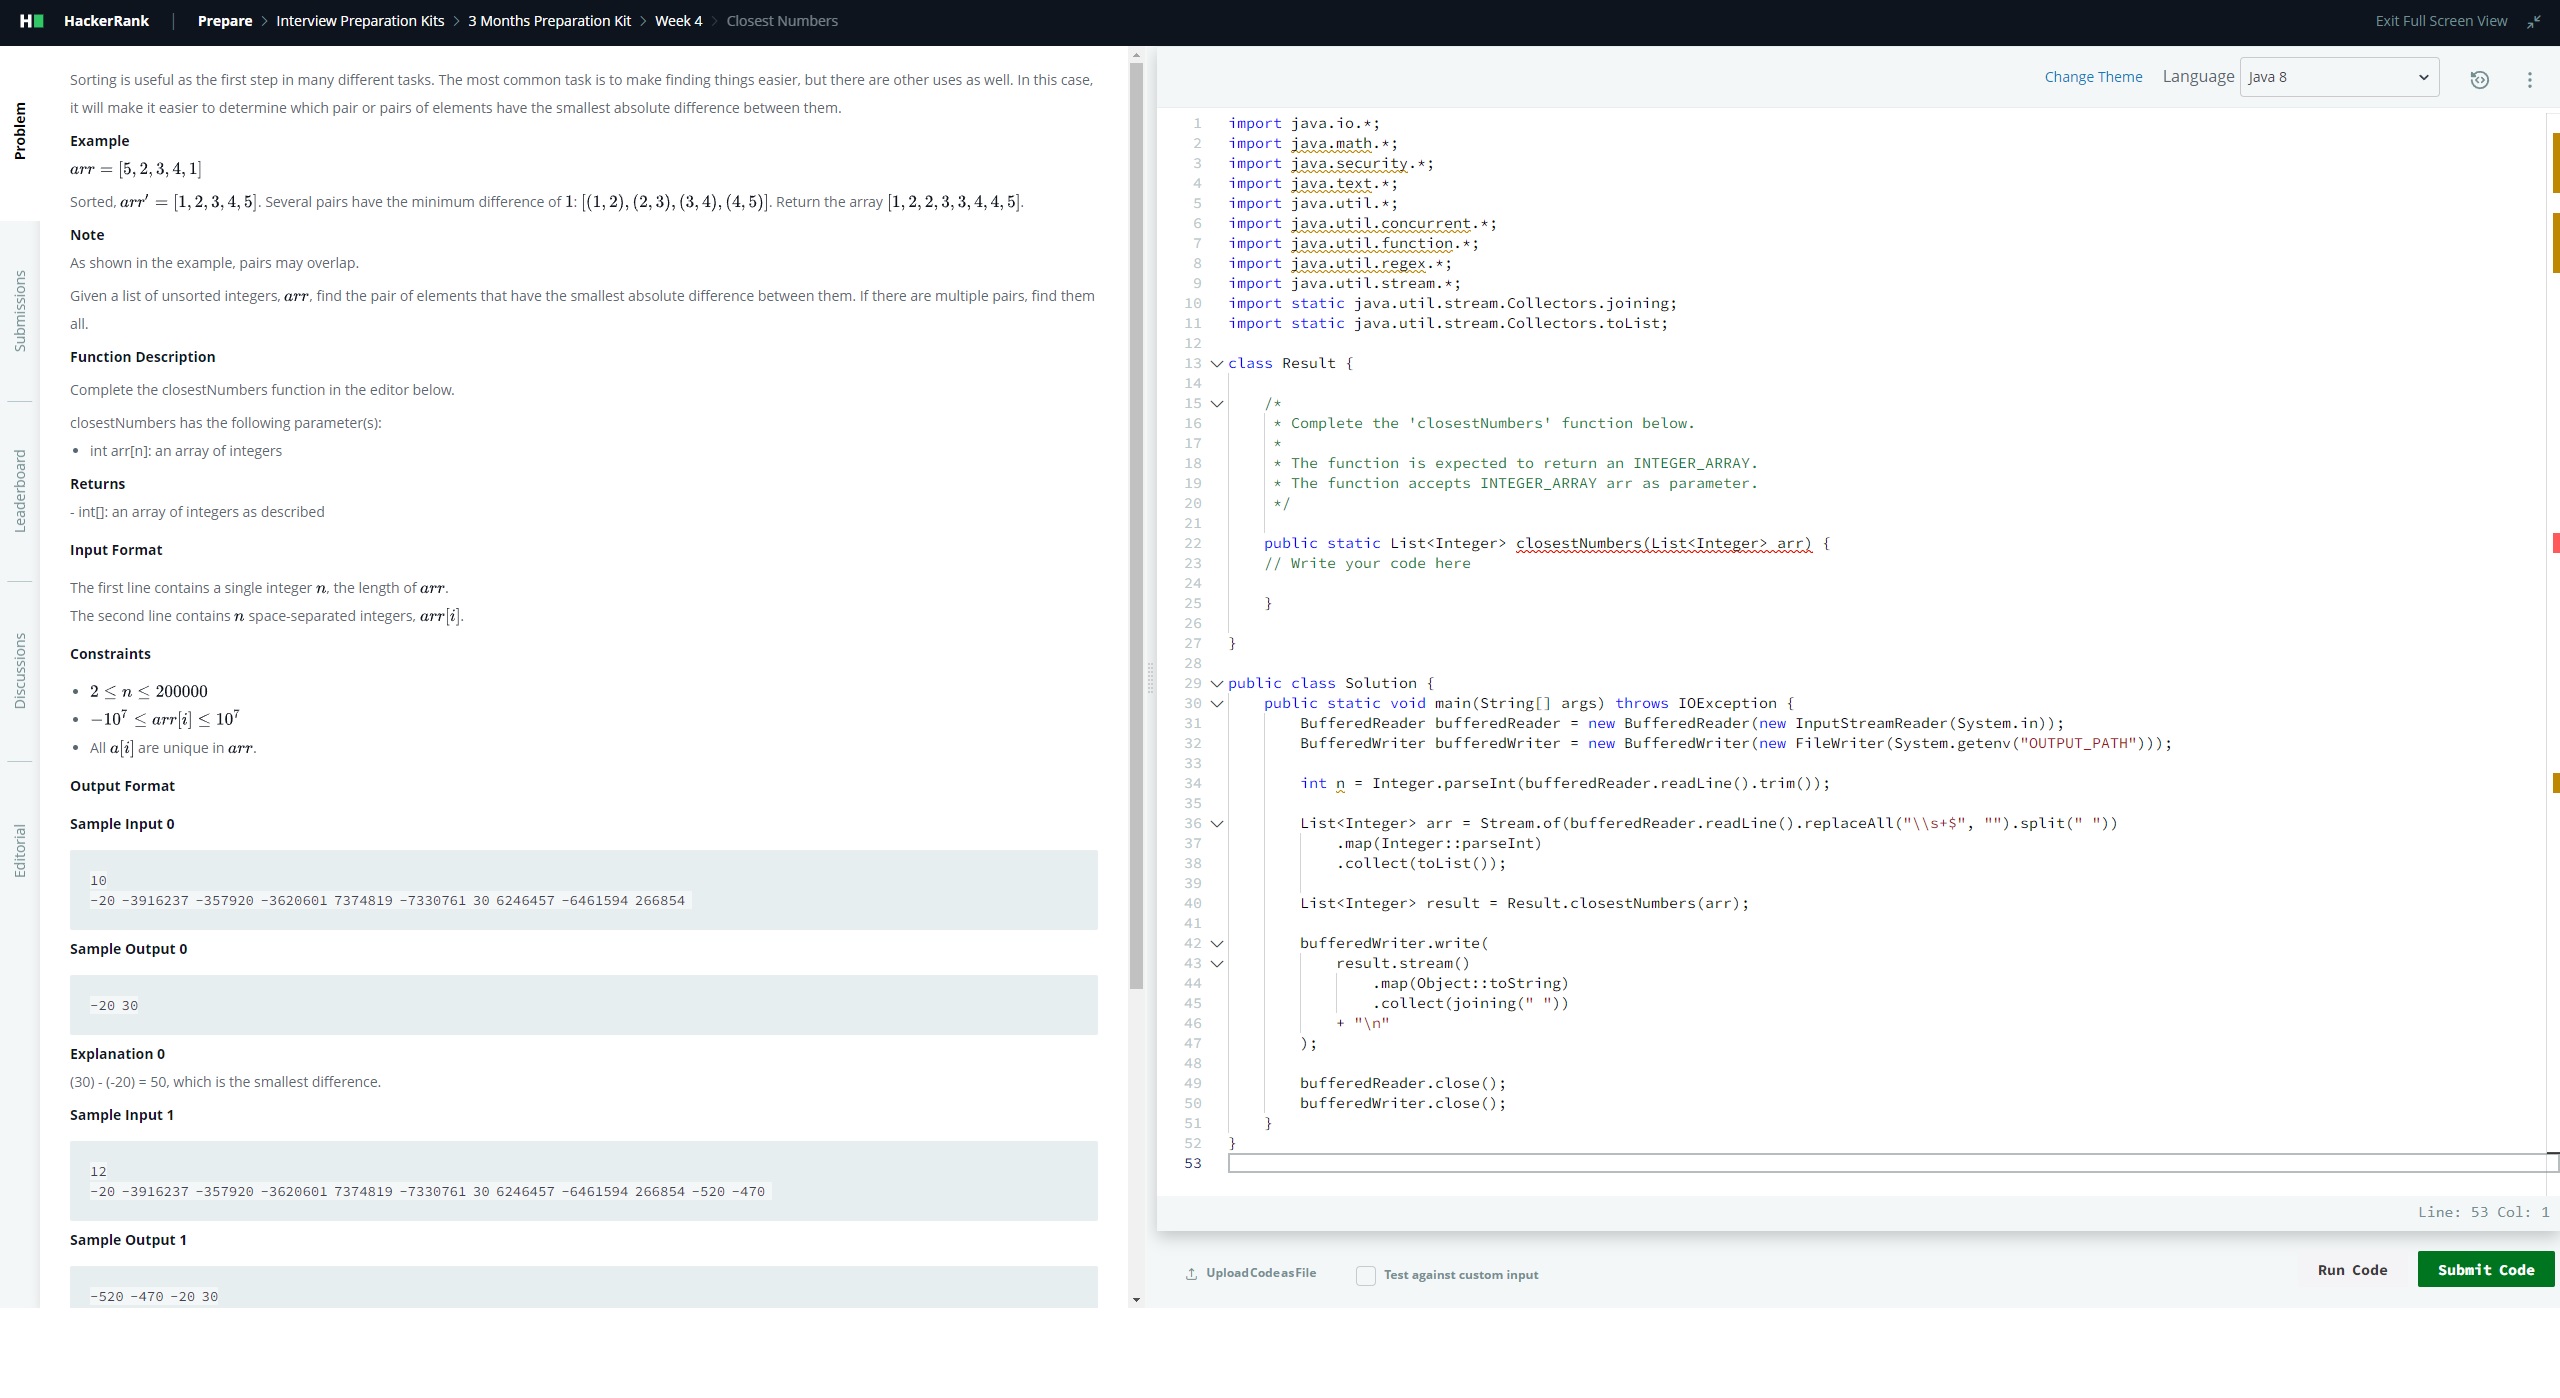 HackerRank | Prepare > Interview Preparation Kits > 3 Months Preparation Kit > Week 4 > Closest Numbers
Exit Full Screen View
Problem
Submissions
Leaderboard
Discussions
Editorial
Sorting is useful as the first step in many different tasks. The most common task is to make finding things easier, but there are other uses as well. In this case,
it will make it easier to determine which pair or pairs of elements have the smallest absolute difference between them.
Example
arr = [5, 2, 3, 4, 1]
Sorted, arr′ = [1, 2, 3, 4, 5]. Several pairs have the minimum difference of 1: [(1, 2), (2, 3), (3, 4), (4, 5)]. Return the array [1, 2, 2, 3, 3, 4, 4, 5].
Note
As shown in the example, pairs may overlap.
Given a list of unsorted integers, arr, find the pair of elements that have the smallest absolute difference between them. If there are multiple pairs, find them
all.
Function Description
Complete the closestNumbers function in the editor below.
closestNumbers has the following parameter(s):
• int arr[n]: an array of integers
Returns
- int[]: an array of integers as described
Input Format
The first line contains a single integer n, the length of arr.
The second line contains n space-separated integers, arr[i].
Constraints
• 2 ≤ n ≤ 200000
• −10⁷ ≤ arr[i] ≤ 10⁷
• All a[i] are unique in arr.
Output Format
Sample Input 0
10
-20 -3916237 -357920 -3620601 7374819 -7330761 30 6246457 -6461594 266854
Sample Output 0
-20 30
Explanation 0
(30) - (-20) = 50, which is the smallest difference.
Sample Input 1
12
-20 -3916237 -357920 -3620601 7374819 -7330761 30 6246457 -6461594 266854 -520 -470
Sample Output 1
-520 -470 -20 30
Change Theme Language Java 8
1 import java.io.*;
2 import java.math.*;
3 import java.security.*;
4 import java.text.*;
5 import java.util.*;
6 import java.util.concurrent.*;
7 import java.util.function.*;
8 import java.util.regex.*;
9 import java.util.stream.*;
10 import static java.util.stream.Collectors.joining;
11 import static java.util.stream.Collectors.toList;
12
13 class Result {
14
15 /*
16 * Complete the 'closestNumbers' function below.
17 *
18 * The function is expected to return an INTEGER_ARRAY.
19 * The function accepts INTEGER_ARRAY arr as parameter.
20 */
21
22 public static List<Integer> closestNumbers(List<Integer> arr) {
23 // Write your code here
24
25 }
26
27 }
28
29 public class Solution {
30 public static void main(String[] args) throws IOException {
31 BufferedReader bufferedReader = new BufferedReader(new InputStreamReader(System.in));
32 BufferedWriter bufferedWriter = new BufferedWriter(new FileWriter(System.getenv("OUTPUT_PATH")));
33
34 int n = Integer.parseInt(bufferedReader.readLine().trim());
35
36 List<Integer> arr = Stream.of(bufferedReader.readLine().replaceAll("\\s+$", "").split(" "))
37 .map(Integer::parseInt)
38 .collect(toList());
39
40 List<Integer> result = Result.closestNumbers(arr);
41
42 bufferedWriter.write(
43 result.stream()
44 .map(Object::toString)
45 .collect(joining(" "))
46 + "\n"
47 );
48
49 bufferedReader.close();
50 bufferedWriter.close();
51 }
52 }
53
Line: 53 Col: 1
Upload Code as File
Test against custom input
Run Code
Submit Code